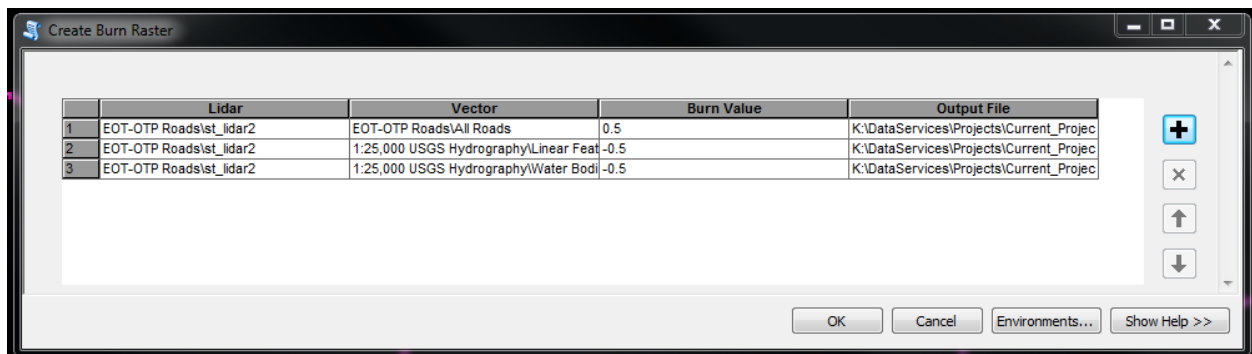 Create Burn Raster
Lidar Vector Burn Value Output File
1 EOT-OTP Roads\st_lidar2 EOT-OTP Roads\All Roads 0.5 K:\DataServices\Projects\Current_Projec
2 EOT-OTP Roads\st_lidar2 1:25,000 USGS Hydrography\Linear Feat -0.5 K:\DataServices\Projects\Current_Projec
3 EOT-OTP Roads\st_lidar2 1:25,000 USGS Hydrography\Water Bodi -0.5 K:\DataServices\Projects\Current_Projec
OK Cancel Environments... Show Help >>